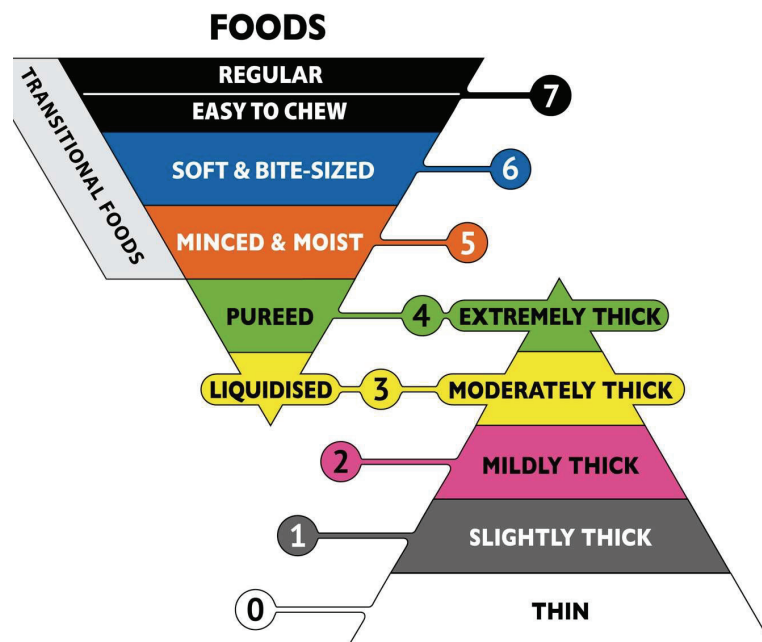 FOODS
REGULAR
EASY TO CHEW
7
TRANSITIONAL FOODS
SOFT & BITE-SIZED
6
MINCED & MOIST
5
PUREED
4
EXTREMELY THICK
LIQUIDISED
3
MODERATELY THICK
2
MILDLY THICK
1
SLIGHTLY THICK
0
THIN